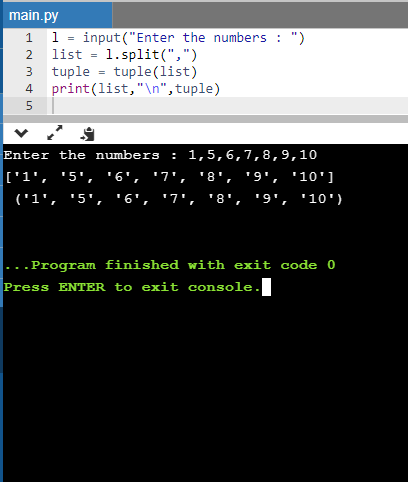 main.py
1 l = input("Enter the numbers : ")
2 list = l.split(",")
3 tuple = tuple(list)
4 print(list,"\n",tuple)
5
Enter the numbers : 1,5,6,7,8,9,10
['1', '5', '6', '7', '8', '9', '10']
 ('1', '5', '6', '7', '8', '9', '10')
...Program finished with exit code 0
Press ENTER to exit console.